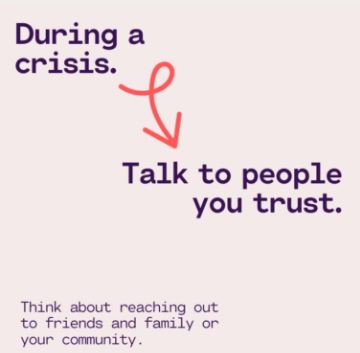 During a
crisis.
Talk to people
you trust.
Think about reaching out
to friends and family or
your community.